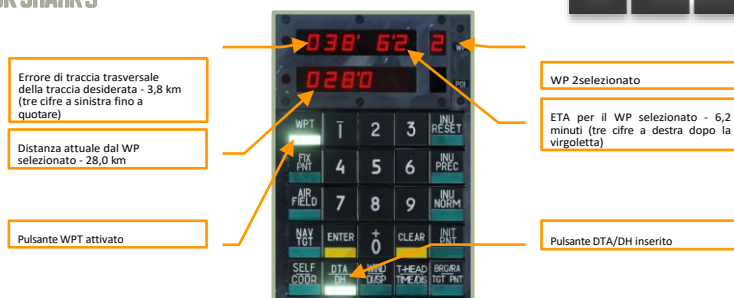 038' 62 2
Errore di traccia trasversale
della traccia desiderata - 3,8 km
(tre cifre a sinistra fino a
quotare)
WP 2selezionato
028'0
ETA per il WP selezionato - 6,2
minuti (tre cifre a destra dopo la
virgoletta)
Distanza attuale dal WP
selezionato - 28,0 km
WPT 1 2 3 INU RESET
FIX PNT 4 5 6 INU PREC
AIR FIELD 7 8 9 INU NORM
Pulsante WPT attivato
NAV TGT ENTER + 0 CLEAR INIT PNT
Pulsante DTA/DH inserito
SELF COOR DTA DH WIND DI/SP T-HEAD TIME/DIS BRG/RA TGT PNT